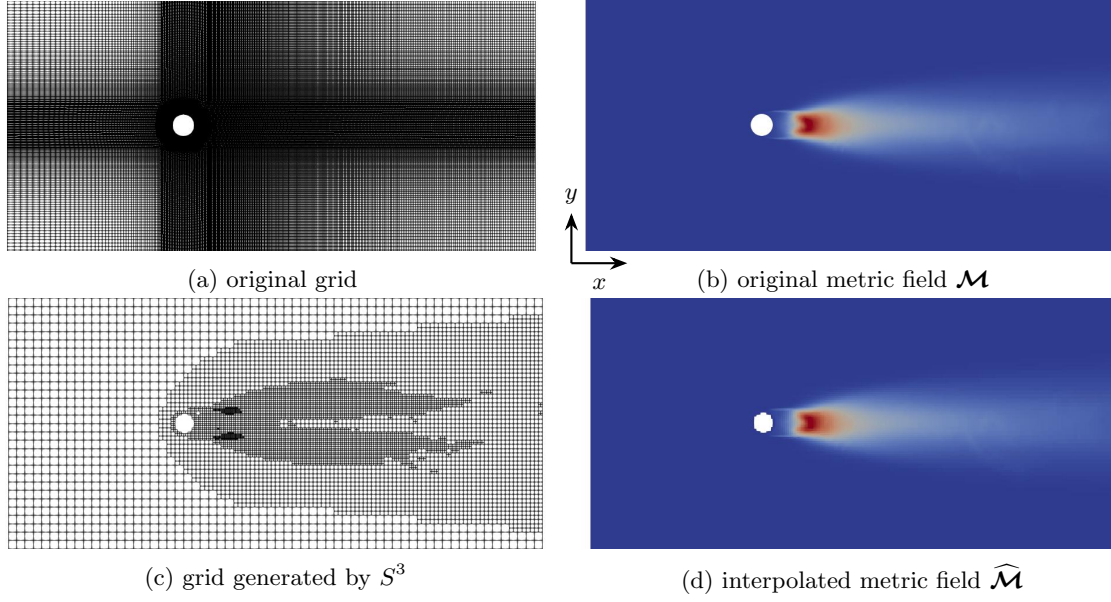 y
x
(a) original grid
(b) original metric field 𝓜
(c) grid generated by S³
(d) interpolated metric field 𝓜̂